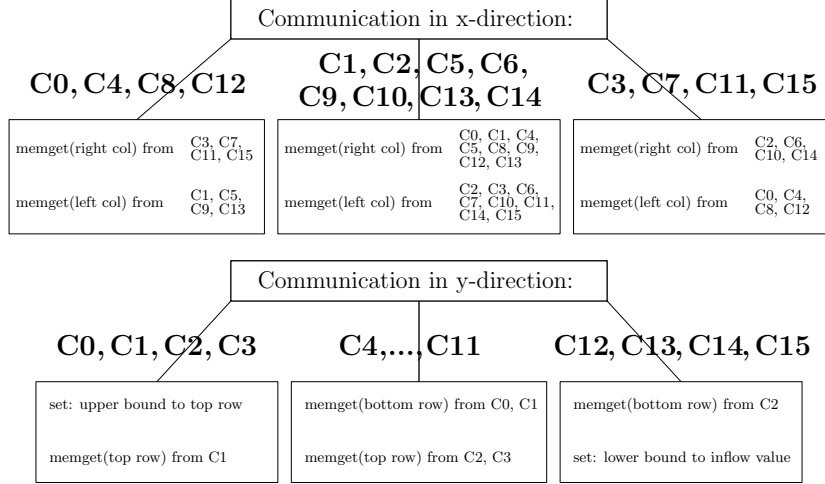 Communication in x-direction:
C0, C4, C8, C12
C1, C2, C5, C6,
C9, C10, C13, C14
C3, C7, C11, C15
memget(right col) from C3, C7,
C11, C15
memget(left col) from C1, C5,
C9, C13
memget(right col) from C0, C1, C4,
C5, C8, C9,
C12, C13
memget(left col) from C2, C3, C6,
C7, C10, C11,
C14, C15
memget(right col) from C2, C6,
C10, C14
memget(left col) from C0, C4,
C8, C12
Communication in y-direction:
C0, C1, C2, C3
C4,...,C11
C12, C13, C14, C15
set: upper bound to top row
memget(top row) from C1
memget(bottom row) from C0, C1
memget(top row) from C2, C3
memget(bottom row) from C2
set: lower bound to inflow value